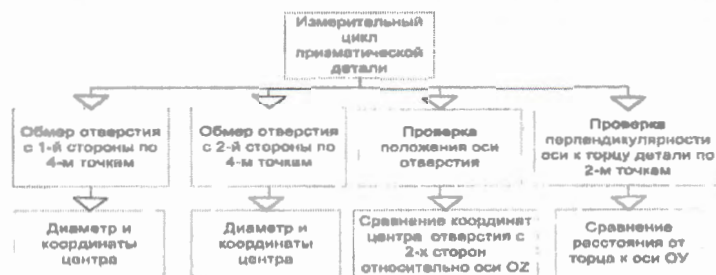 Измерительный
цикл
призматической
детали
Обмер отверстия
с 1-й стороны по
4-м точкам
Обмер отверстия
с 2-й стороны по
4-м точкам
Проверка
положения оси
отверстия
Проверка
перпендикулярности
оси к торцу детали по
2-м точкам
Диаметр и
координаты
центра
Диаметр и
координаты
центра
Сравнение координат
центра отверстия с
2-х сторон
относительно оси OZ
Сравнение
расстояния от
торца к оси ОУ